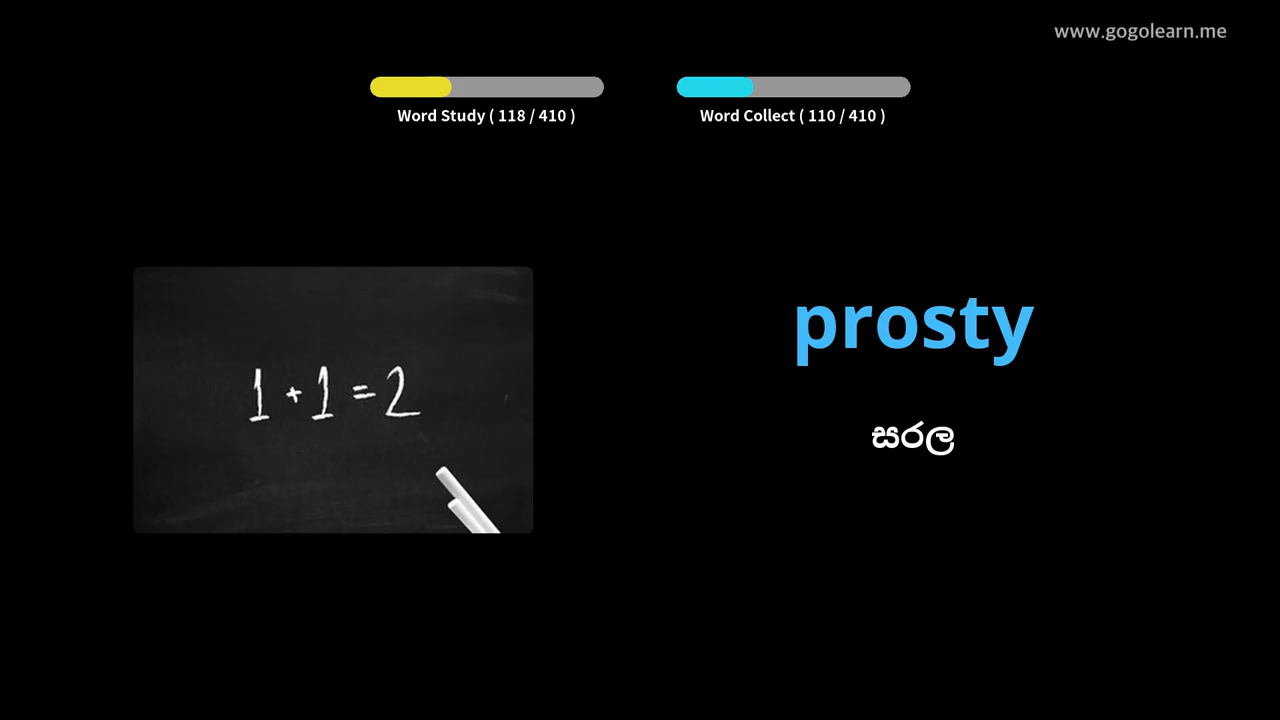 www.gogolearn.me
Word Study ( 118 / 410 )
Word Collect ( 110 / 410 )
1 + 1 = 2
prosty
සරල